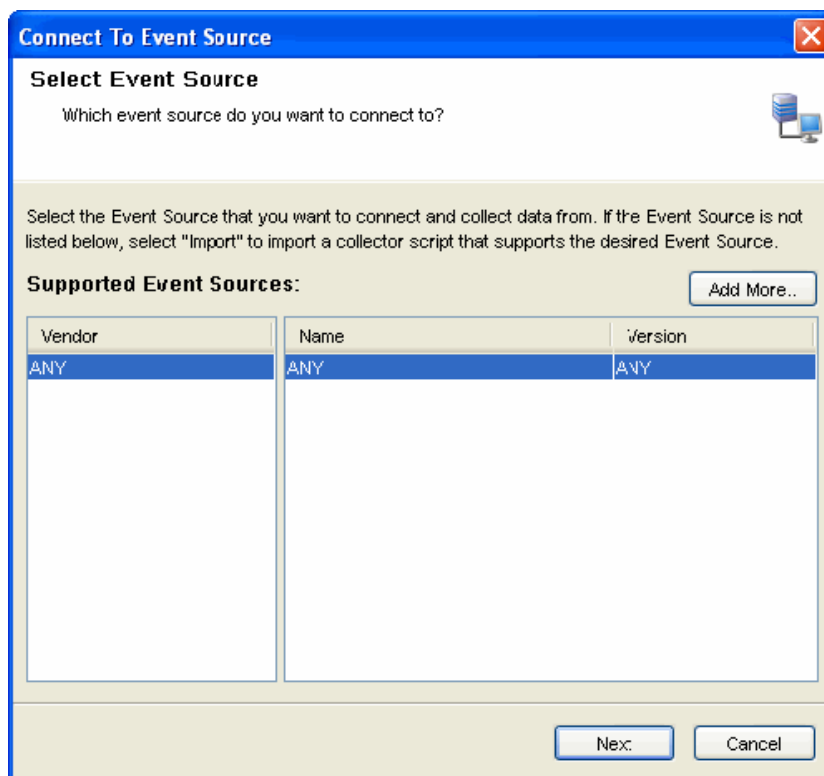 Connect To Event Source
Select Event Source
Which event source do you want to connect to?
Select the Event Source that you want to connect and collect data from. If the Event Source is not
listed below, select "Import" to import a collector script that supports the desired Event Source.
Supported Event Sources:
Add More..
Vendor Name Version
ANY ANY ANY
Next Cancel